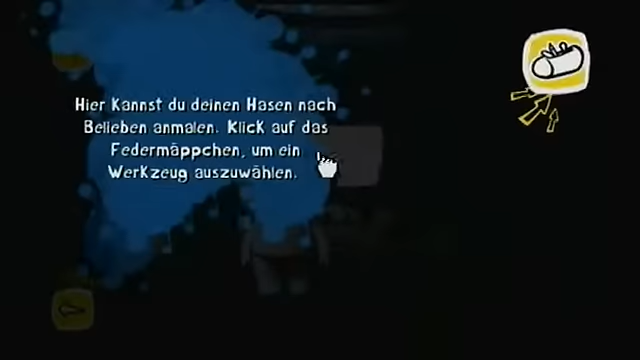 Hier kannst du deinen Hasen nach
Belieben anmalen. Klick auf das
Federmäppchen, um ein
Werkzeug auszuwählen.